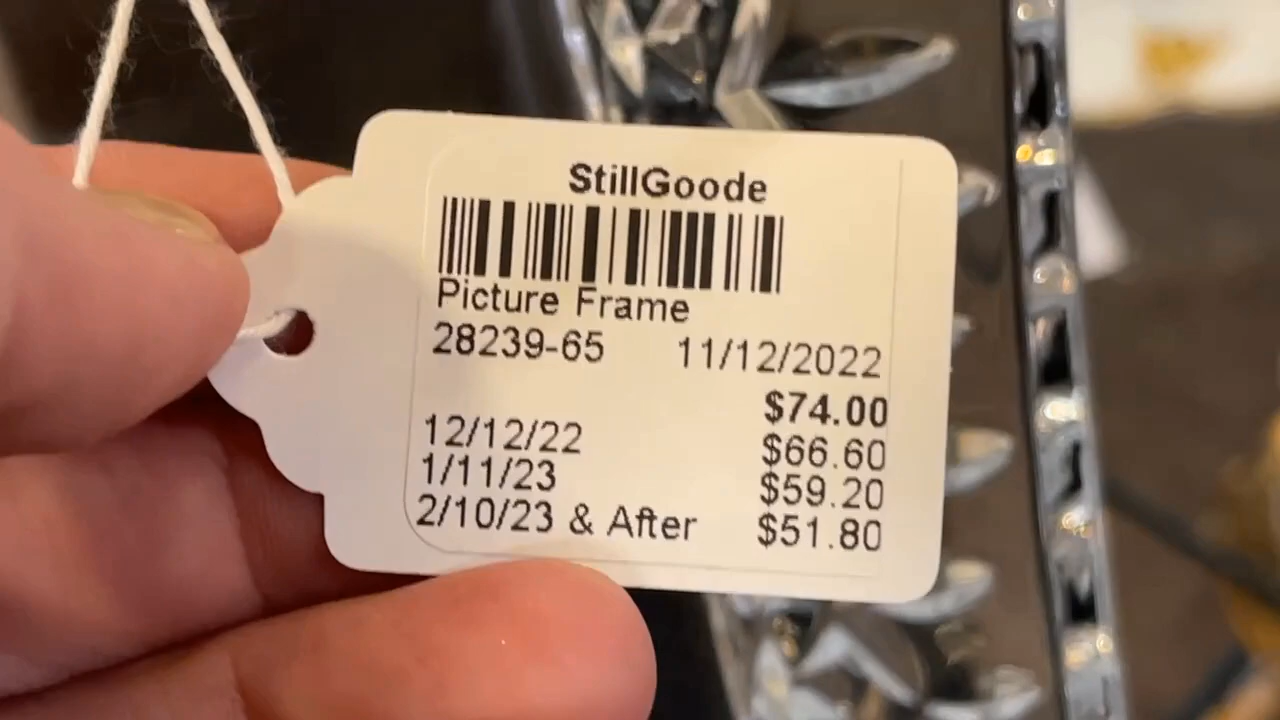 StillGoode
Picture Frame
28239-65 11/12/2022
$74.00
12/12/22 $66.60
1/11/23 $59.20
2/10/23 & After $51.80